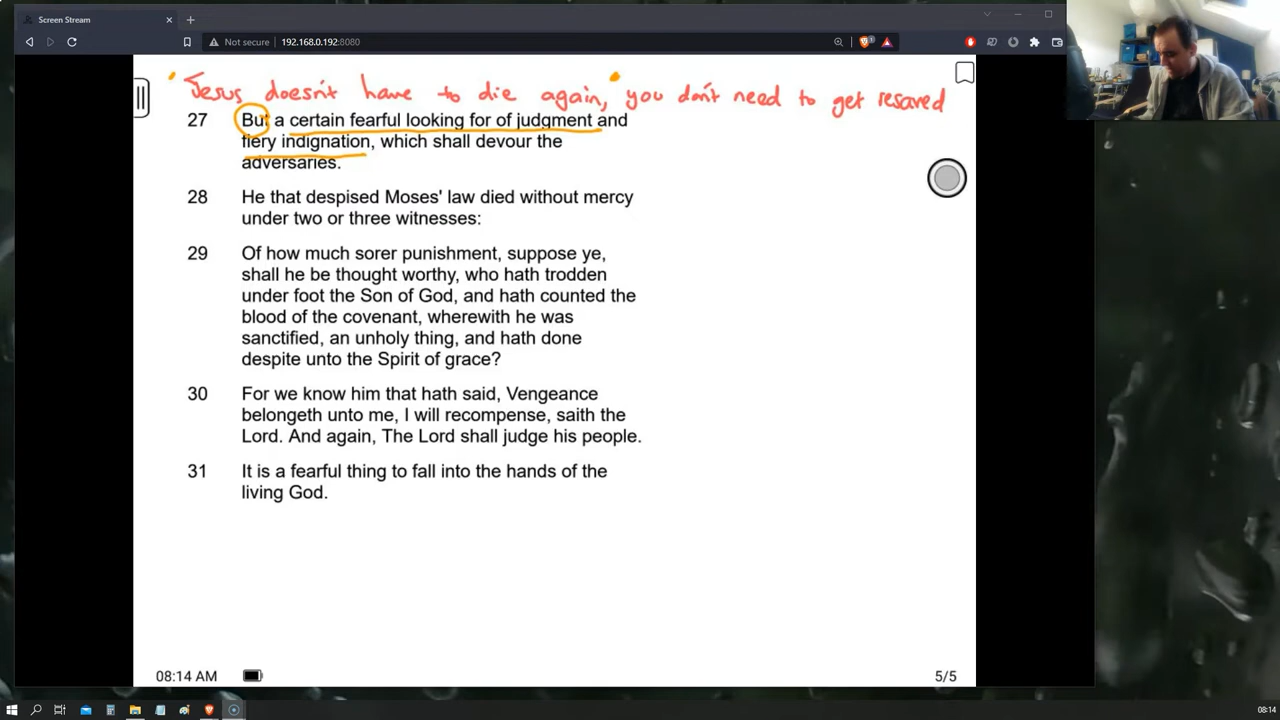 Screen Stream
Not secure
192.168.0.192:8080
Jesus doesn't have to die again, you don't need to get resaved
27 But a certain fearful looking for of judgment and
fiery indignation, which shall devour the
adversaries.
28 He that despised Moses' law died without mercy
under two or three witnesses:
29 Of how much sorer punishment, suppose ye,
shall he be thought worthy, who hath trodden
under foot the Son of God, and hath counted the
blood of the covenant, wherewith he was
sanctified, an unholy thing, and hath done
despite unto the Spirit of grace?
30 For we know him that hath said, Vengeance
belongeth unto me, I will recompense, saith the
Lord. And again, The Lord shall judge his people.
31 It is a fearful thing to fall into the hands of the
living God.
08:14 AM
5/5
08:14